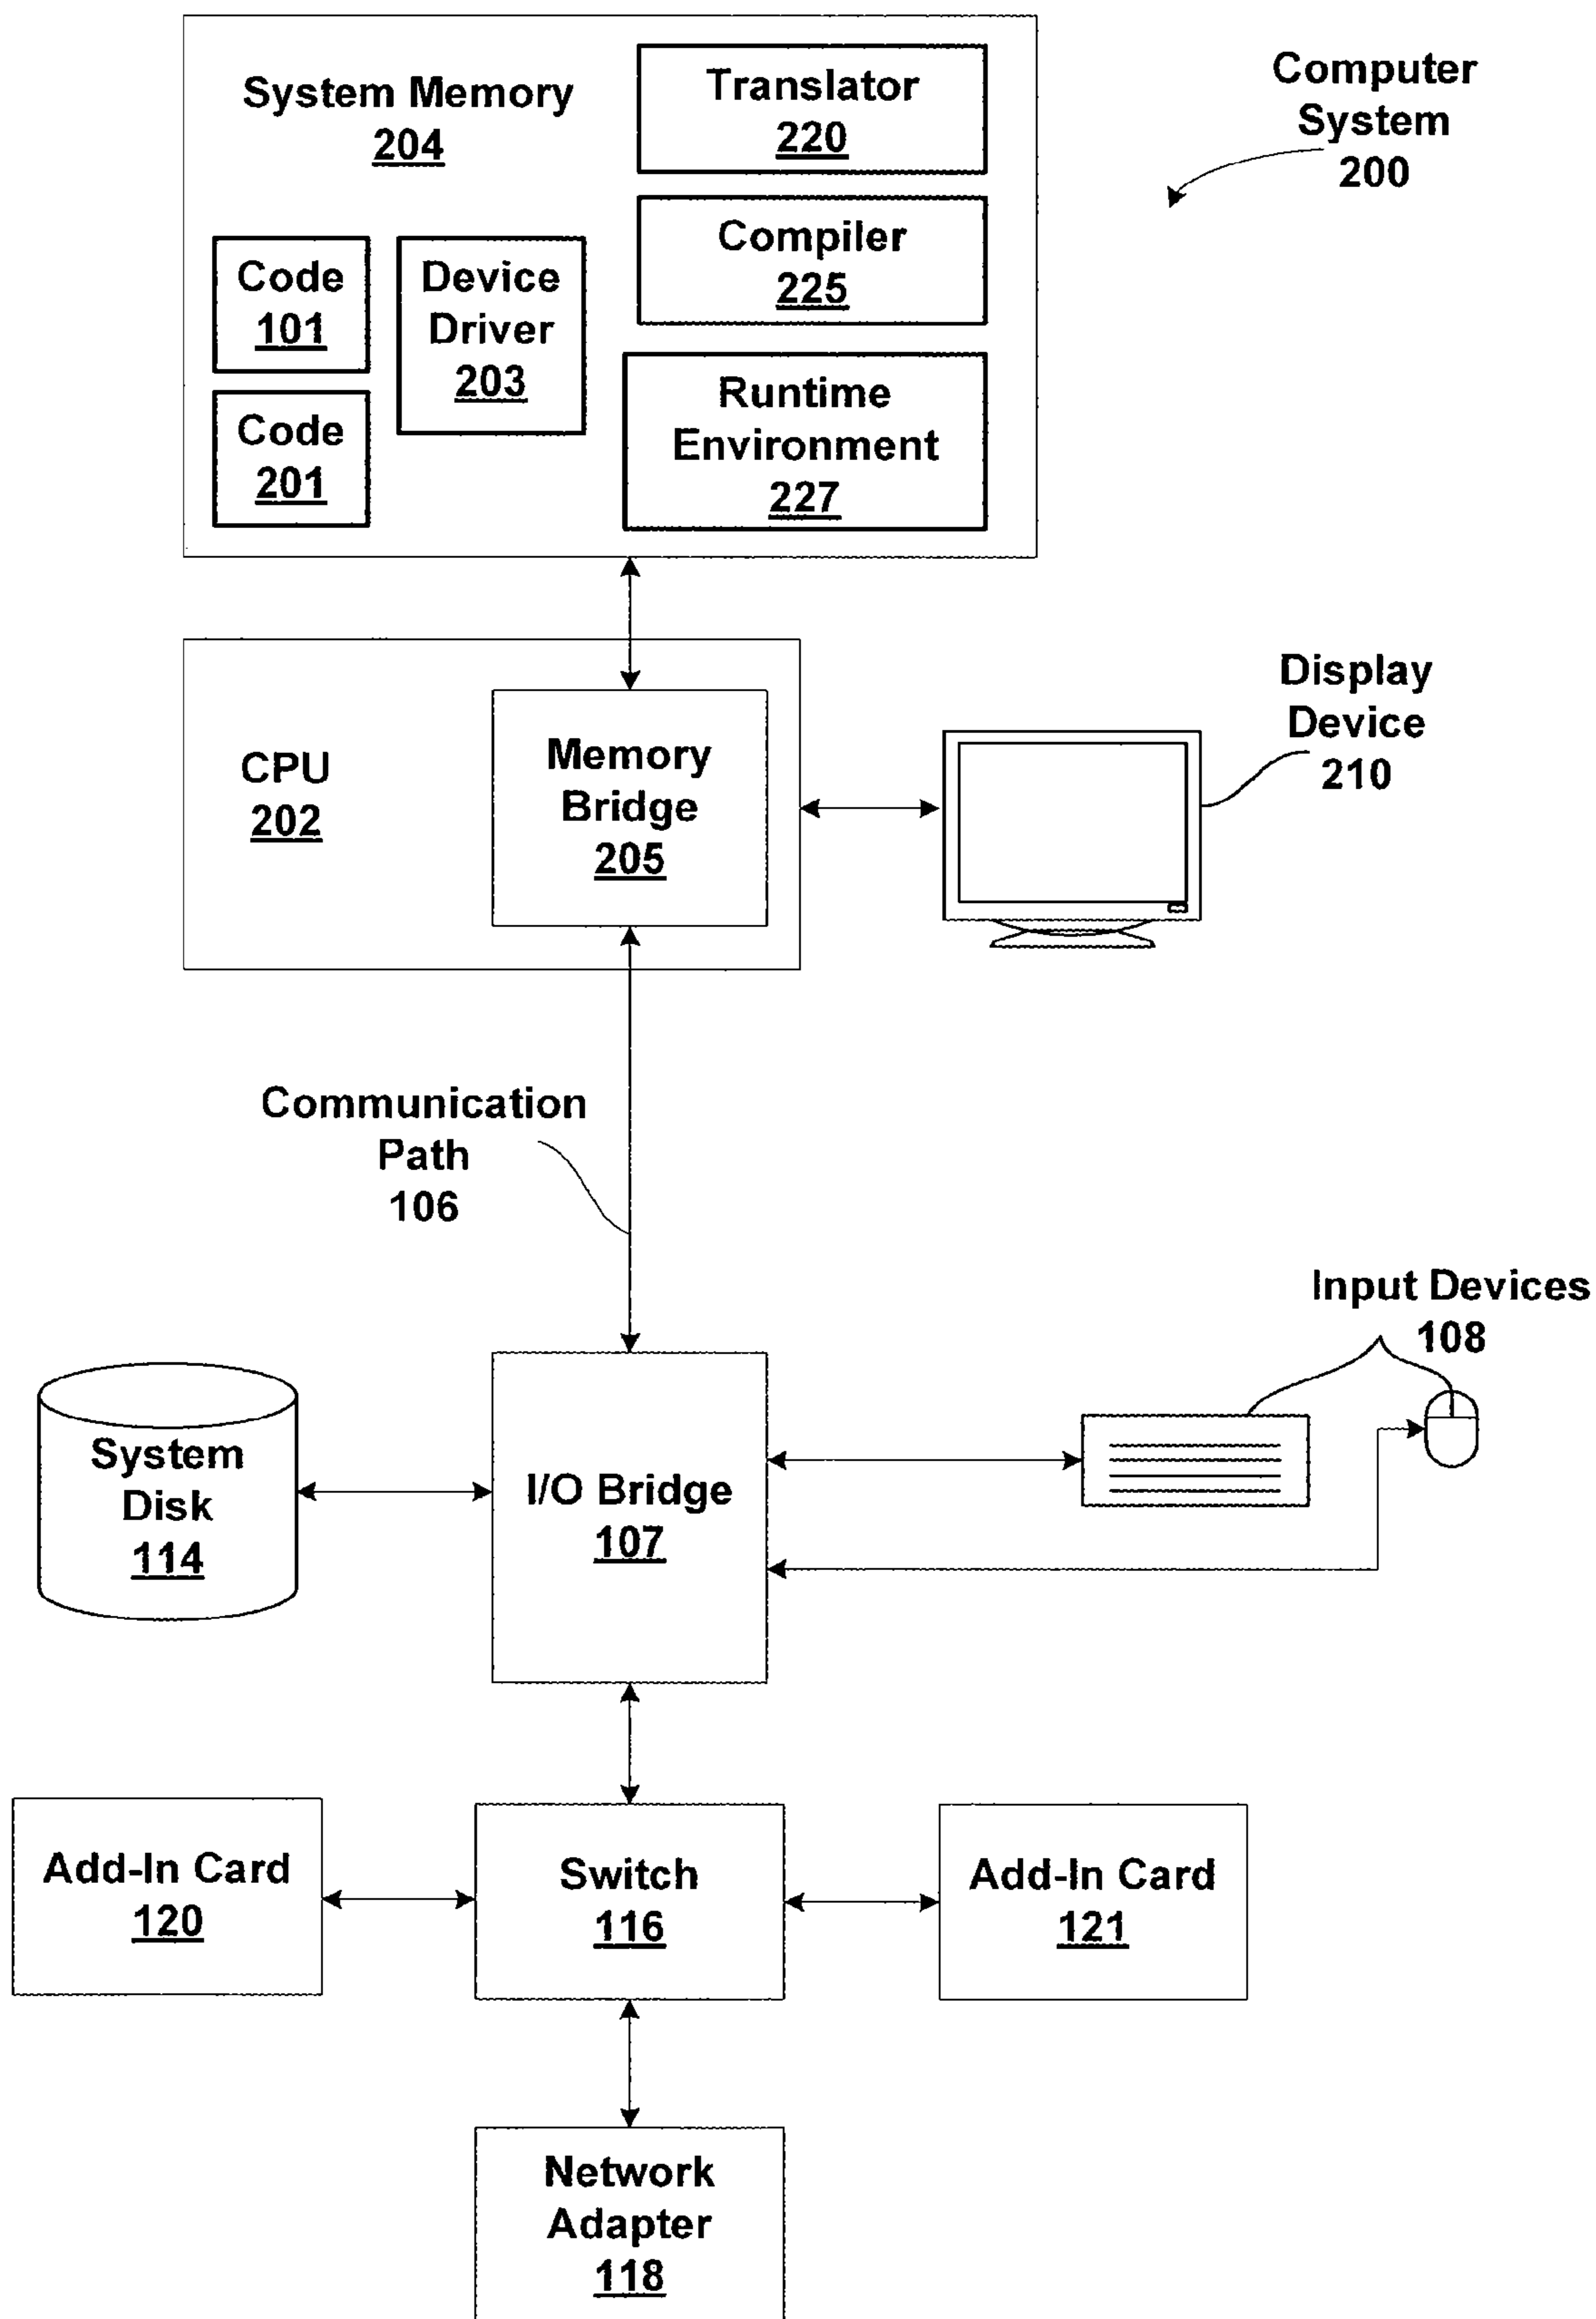 System Memory
204
Translator
220
Computer
System
200
Compiler
225
Code
101
Device
Driver
203
Runtime
Environment
227
Code
201
CPU
202
Memory
Bridge
205
Display
Device
210
Communication
Path
106
Input Devices
108
System
Disk
114
I/O Bridge
107
Add-In Card
120
Switch
116
Add-In Card
121
Network
Adapter
118